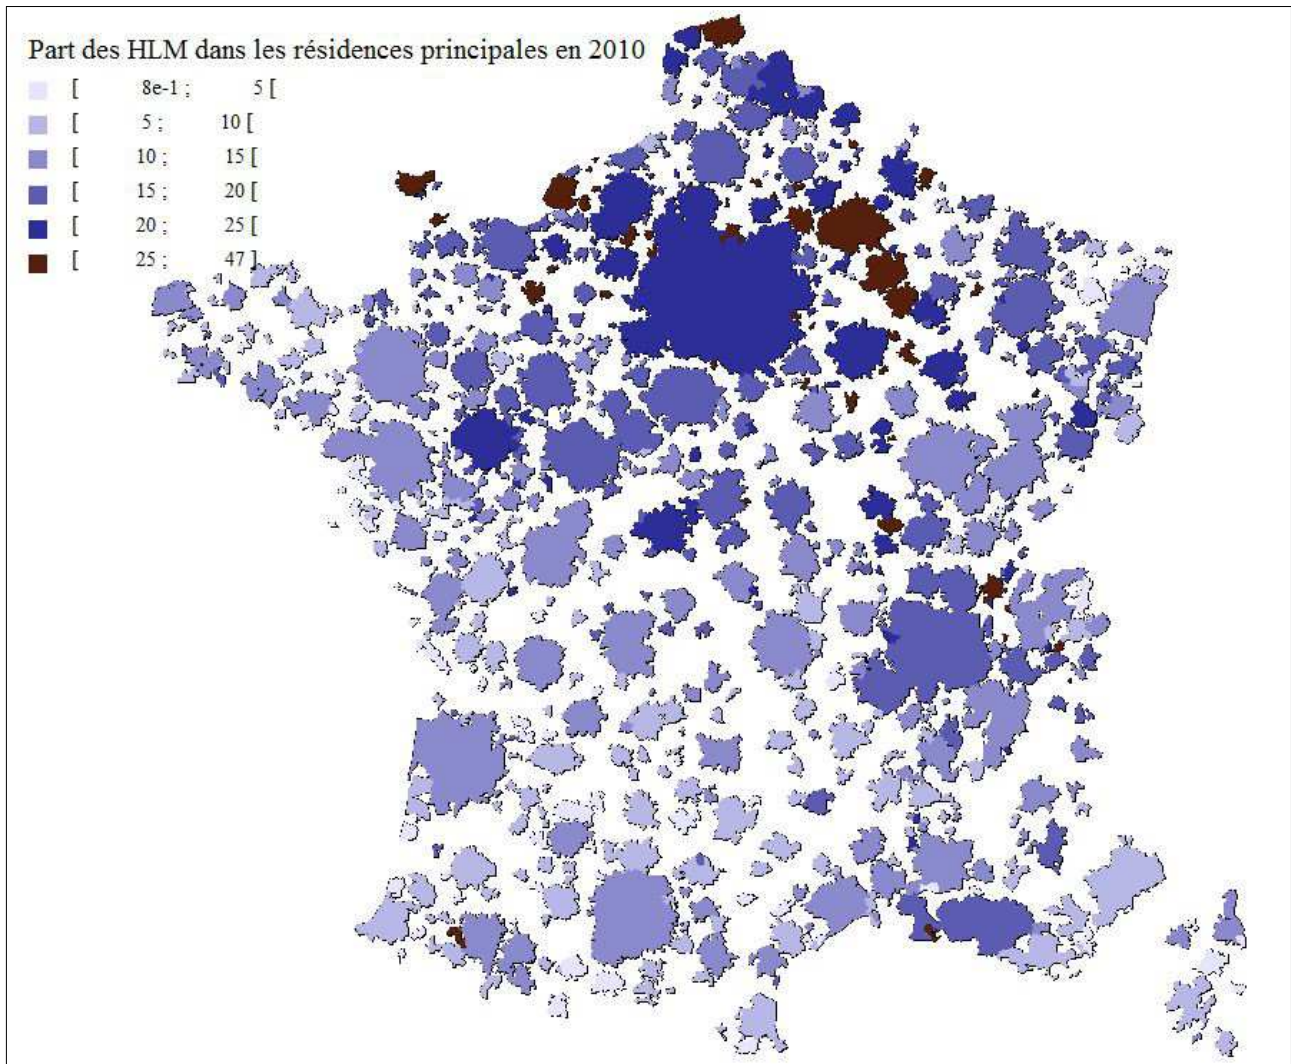 Part des HLM dans les résidences principales en 2010
[ 8e-1 ; 5 [
[ 5 ; 10 [
[ 10 ; 15 [
[ 15 ; 20 [
[ 20 ; 25 [
[ 25 ; 47 ]